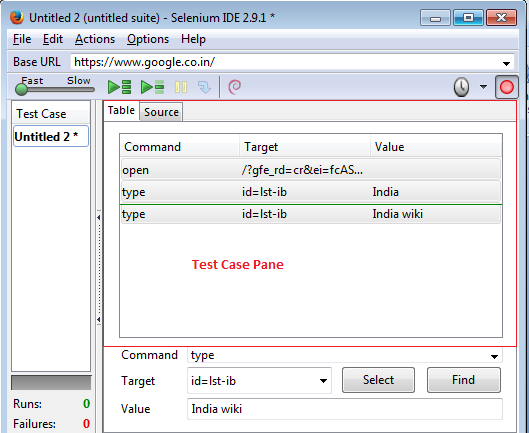 Untitled 2 (untitled suite) - Selenium IDE 2.9.1 *
File Edit Actions Options Help
Base URL https://www.google.co.in/
Fast Slow
Test Case
Untitled 2 *
Table Source
Command Target Value
open /?gfe_rd=cr&ei=fcAS...
type id=lst-ib India
type id=lst-ib India wiki
Test Case Pane
Command type
Target id=lst-ib Select Find
Value India wiki
Runs: 0
Failures: 0